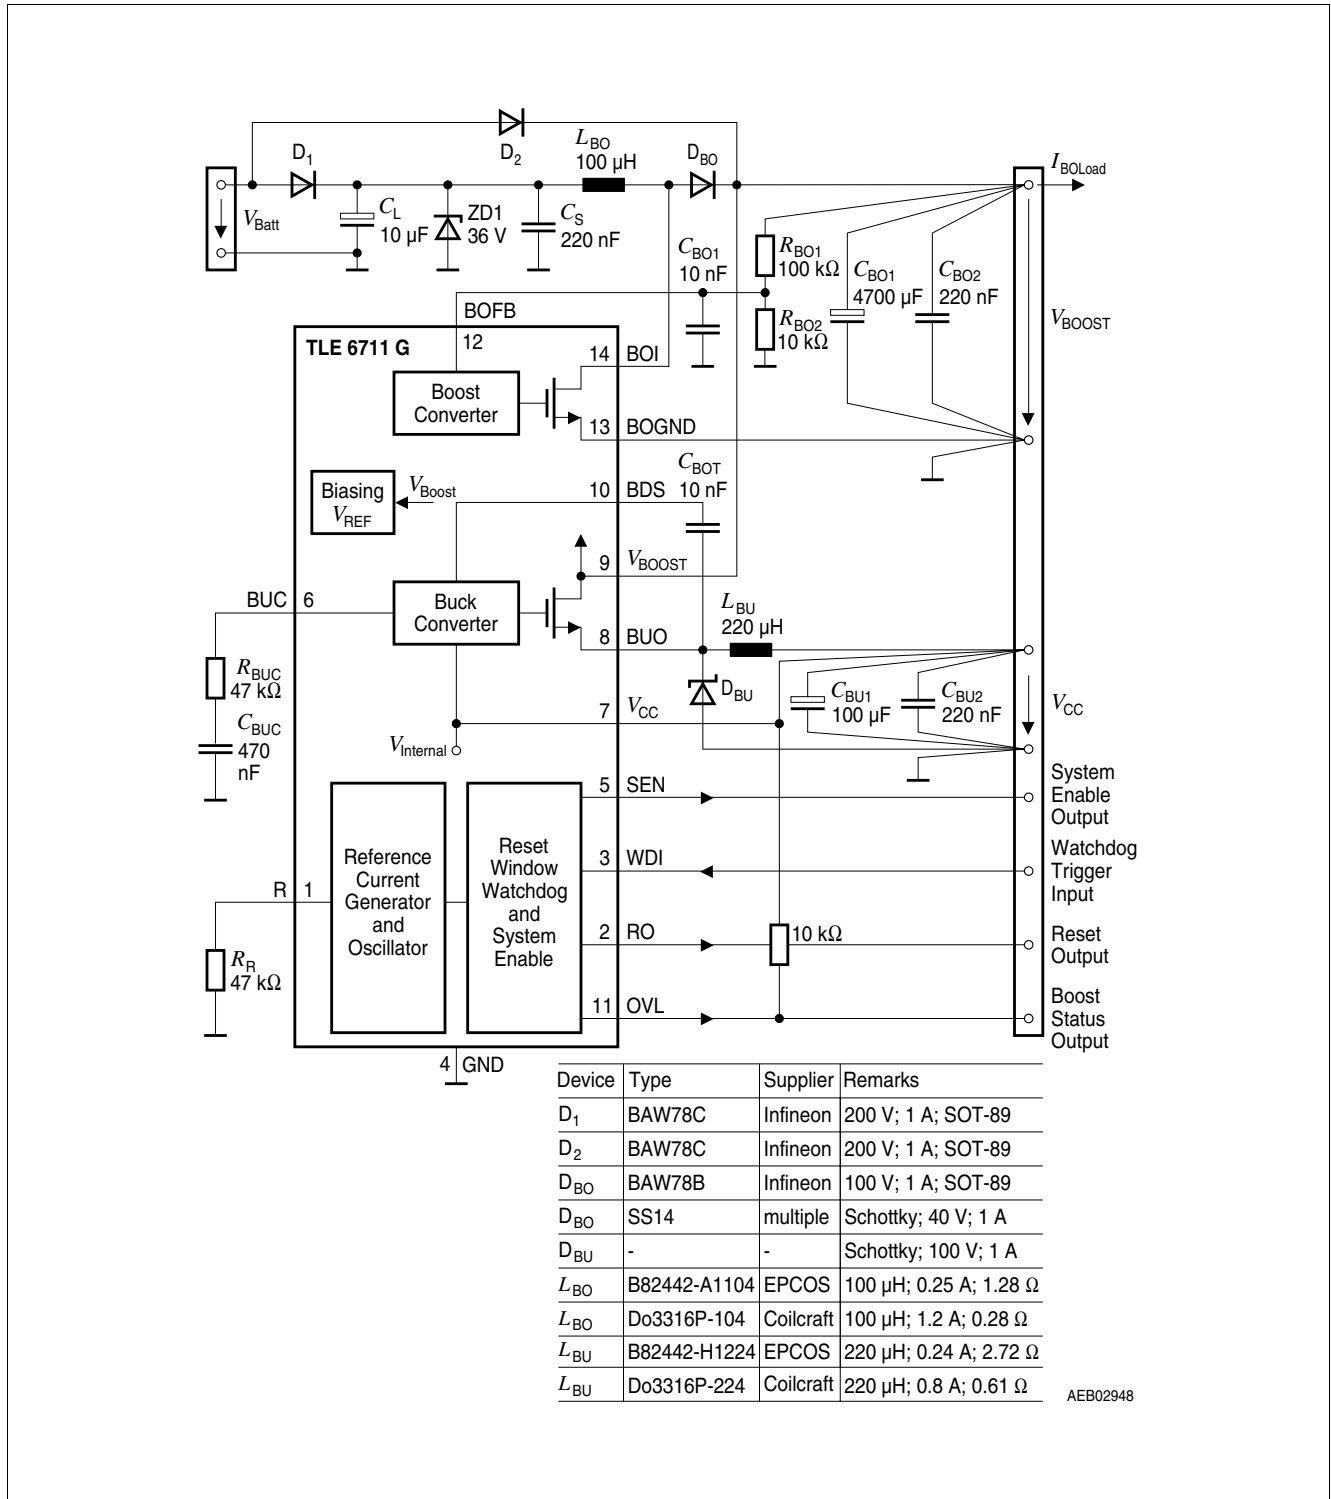 D2
D1
LBO
100 µH
DBO
IBOLoad
VBatt
CL
10 µF
ZD1
36 V
CS
220 nF
CBO1
10 nF
RBO1
100 kΩ
CBO1
4700 µF
CBO2
220 nF
RBO2
10 kΩ
VBOOST
BOFB
12
TLE 6711 G
14 BOI
Boost
Converter
13 BOGND
CBOT
10 nF
10 BDS
Biasing
VREF
VBoost
9 VBOOST
BUC 6
Buck
Converter
8 BUO
LBU
220 µH
RBUC
47 kΩ
CBUC
470
nF
DBU
CBU1
100 µF
CBU2
220 nF
VCC
7 VCC
VInternal
5 SEN
System
Enable
Output
Reference
Current
Generator
and
Oscillator
Reset
Window
Watchdog
and
System
Enable
3 WDI
Watchdog
Trigger
Input
R 1
RR
47 kΩ
2 RO
10 kΩ
Reset
Output
11 OVL
Boost
Status
Output
4 GND
Device Type Supplier Remarks
D1 BAW78C Infineon 200 V; 1 A; SOT-89
D2 BAW78C Infineon 200 V; 1 A; SOT-89
DBO BAW78B Infineon 100 V; 1 A; SOT-89
DBO SS14 multiple Schottky; 40 V; 1 A
DBU - - Schottky; 100 V; 1 A
LBO B82442-A1104 EPCOS 100 µH; 0.25 A; 1.28 Ω
LBO Do3316P-104 Coilcraft 100 µH; 1.2 A; 0.28 Ω
LBU B82442-H1224 EPCOS 220 µH; 0.24 A; 2.72 Ω
LBU Do3316P-224 Coilcraft 220 µH; 0.8 A; 0.61 Ω
AEB02948